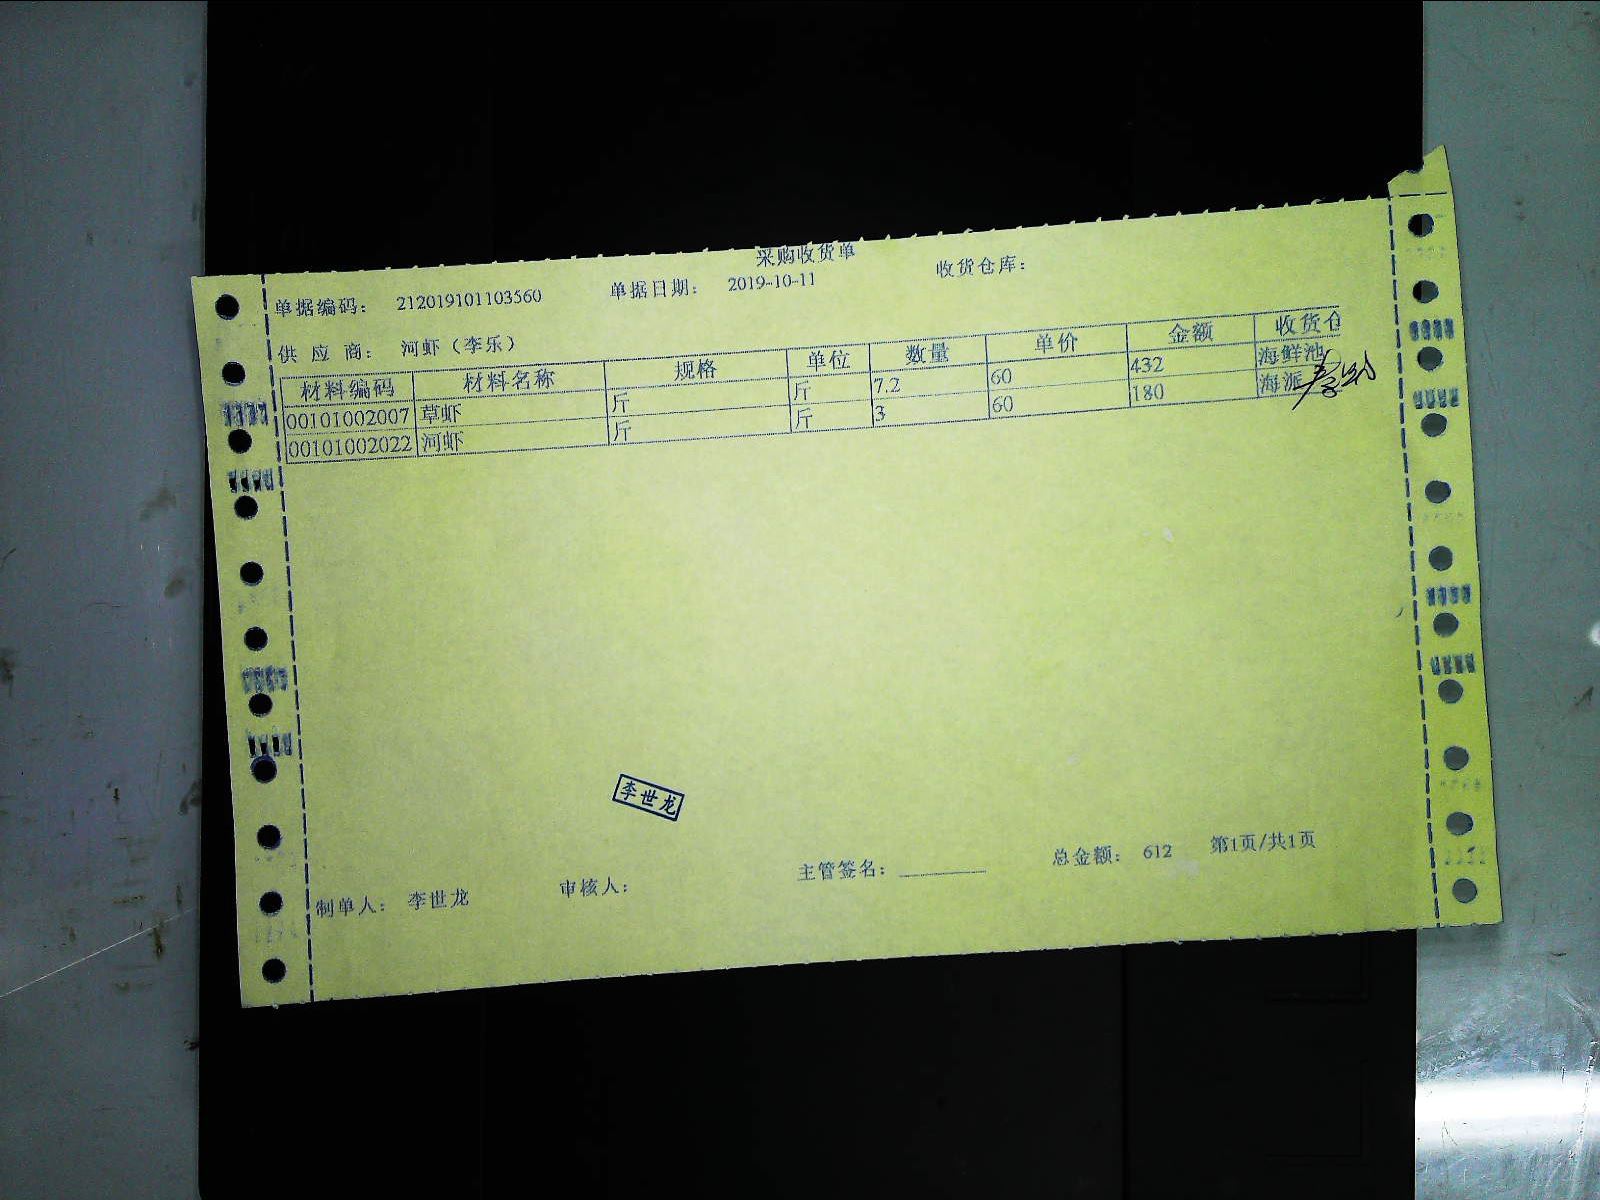 采购收货单
单据编码： 212019101103560 单据日期： 2019-10-11 收货仓库：
供 应 商： 河虾（李乐）
材料编码 材料名称 规格 单位 数量 单价 金额 收货仓
00101002007 草虾 斤 斤 7.2 60 432 海鲜池
00101002022 河虾 斤 斤 3 60 180 海派
李世龙
制单人： 李世龙 审核人： 主管签名： 总金额： 612 第1页/共1页